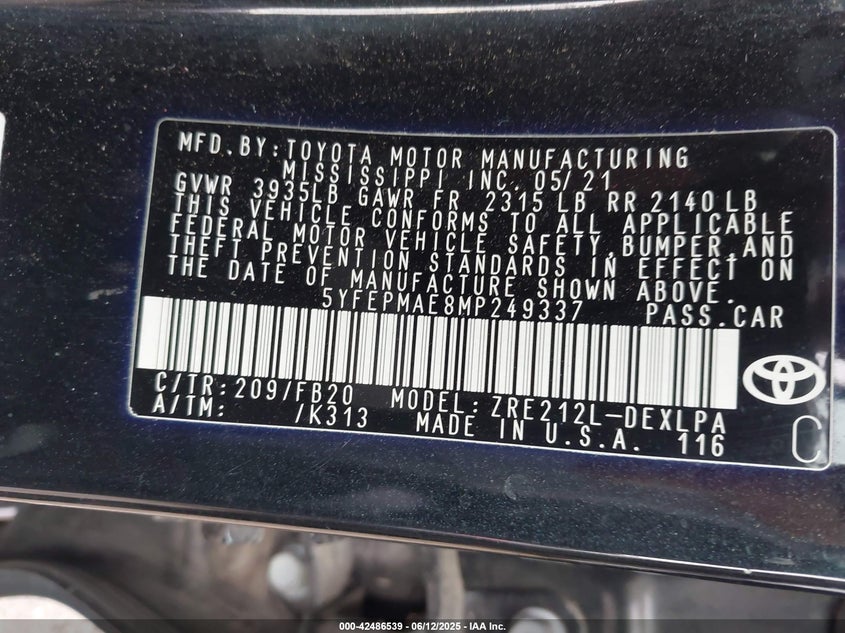 MFD.BY:TOYOTA MOTOR MANUFACTURING
MISSISSIPPI INC. 05/21
GVWR 3935LB GAWR FR 2315 LB RR 2140 LB
THIS VEHICLE CONFORMS TO ALL APPLICABLE
FEDERAL MOTOR VEHICLE SAFETY, BUMPER, AND
THEFT PREVENTION STANDARDS IN EFFECT ON
THE DATE OF MANUFACTURE SHOWN ABOVE.
5YFEPMAE8MP249337 PASS.CAR
C/TR:209/FB20 MODEL:ZRE212L-DEXLPA
A/TM: /K313 MADE IN U.S.A. 116
C
000-42486539 - 06/12/2025 - IAA Inc.